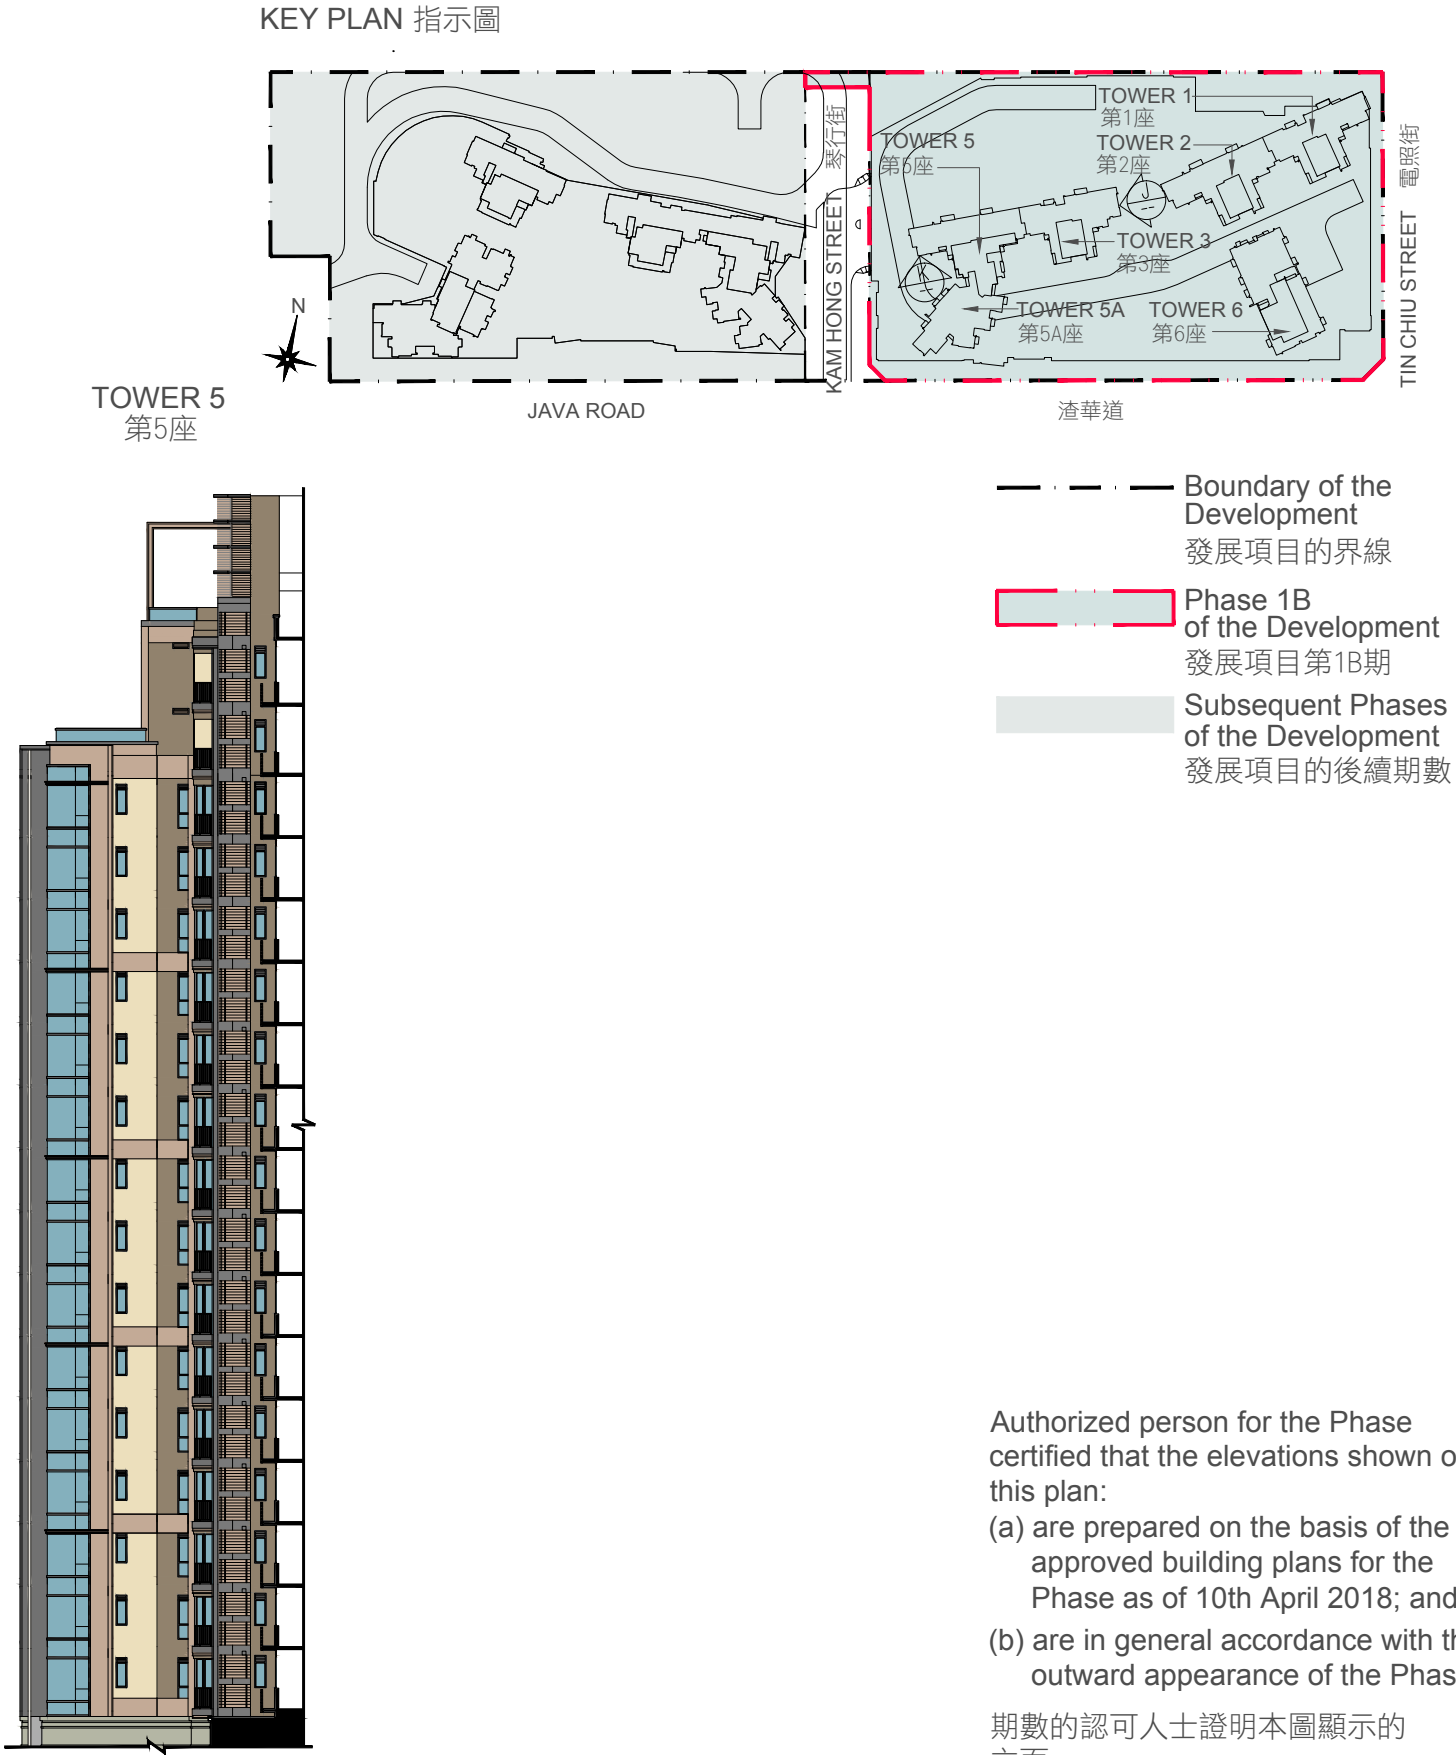 KEY PLAN 指示圖
TOWER 1
第1座
TOWER 2
第2座
TOWER 5
第5座
TOWER 3
第3座
TOWER 5A
第5A座
TOWER 6
第6座
J
K
琴行街
KAM HONG STREET
電照街
TIN CHIU STREET
N
JAVA ROAD
渣華道
TOWER 5
第5座
Boundary of the
Development
發展項目的界線
Phase 1B
of the Development
發展項目第1B期
Subsequent Phases
of the Development
發展項目的後續期數
Authorized person for the Phase
certified that the elevations shown o
this plan:
(a) are prepared on the basis of the
approved building plans for the
Phase as of 10th April 2018; and
(b) are in general accordance with th
outward appearance of the Phas
期數的認可人士證明本圖顯示的